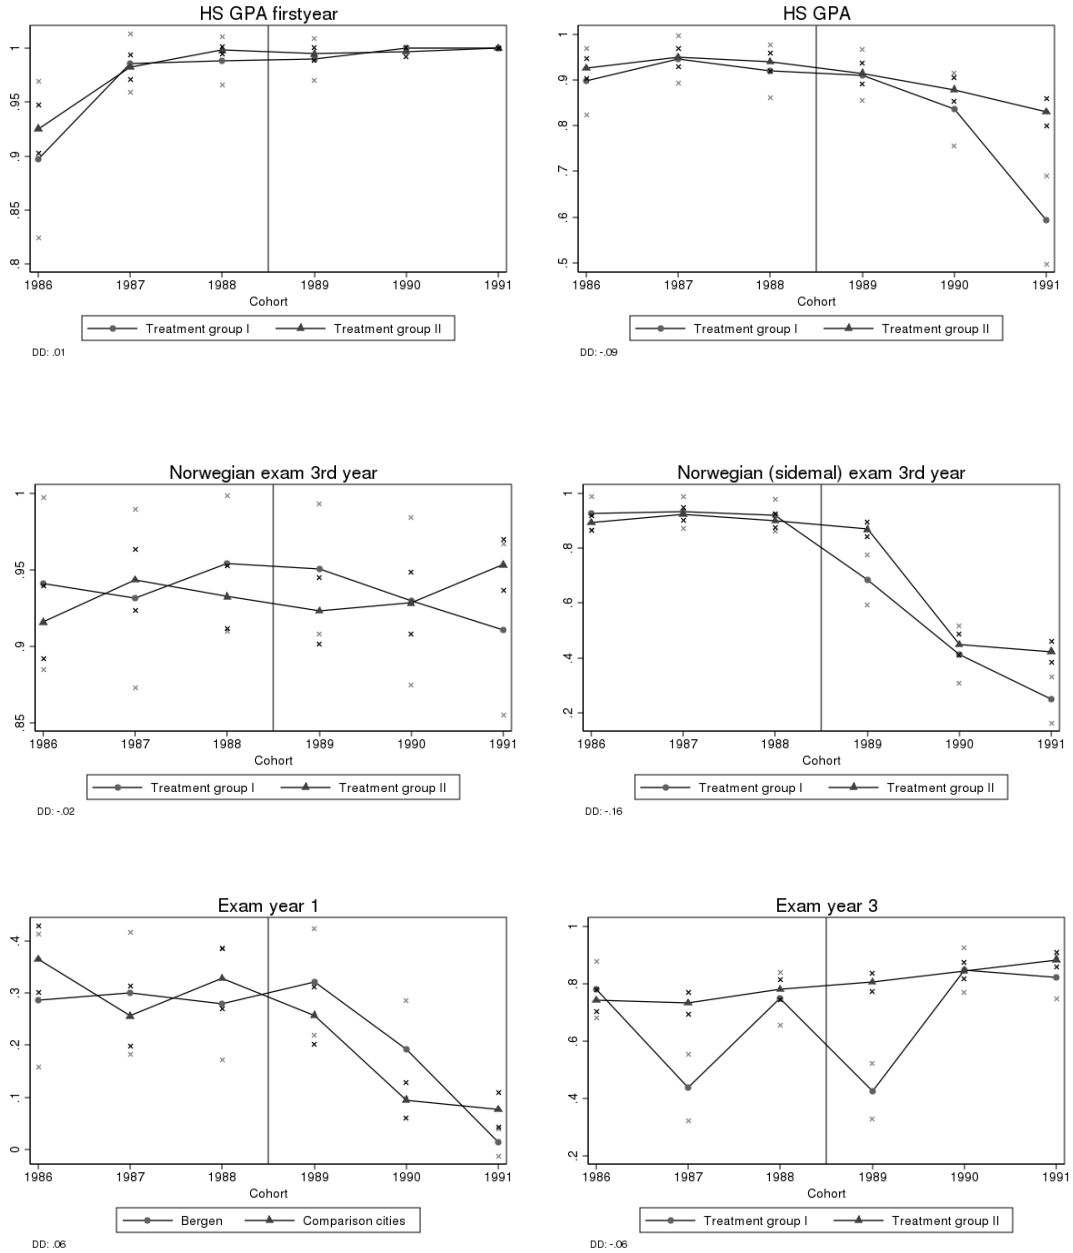 HS GPA firstyear
.8 .85 .9 .95 1
1986 1987 1988 1989 1990 1991
Cohort
Treatment group I Treatment group II
DD: .01
HS GPA
.5 .6 .7 .8 .9 1
1986 1987 1988 1989 1990 1991
Cohort
Treatment group I Treatment group II
DD: -.09
Norwegian exam 3rd year
.85 .9 .95 1
1986 1987 1988 1989 1990 1991
Cohort
Treatment group I Treatment group II
DD: -.02
Norwegian (sidemal) exam 3rd year
.2 .4 .6 .8 1
1986 1987 1988 1989 1990 1991
Cohort
Treatment group I Treatment group II
DD: -.16
Exam year 1
0 .1 .2 .3 .4
1986 1987 1988 1989 1990 1991
Cohort
Bergen Comparison cities
DD: .06
Exam year 3
.2 .4 .6 .8 1
1986 1987 1988 1989 1990 1991
Cohort
Treatment group I Treatment group II
DD: -.06